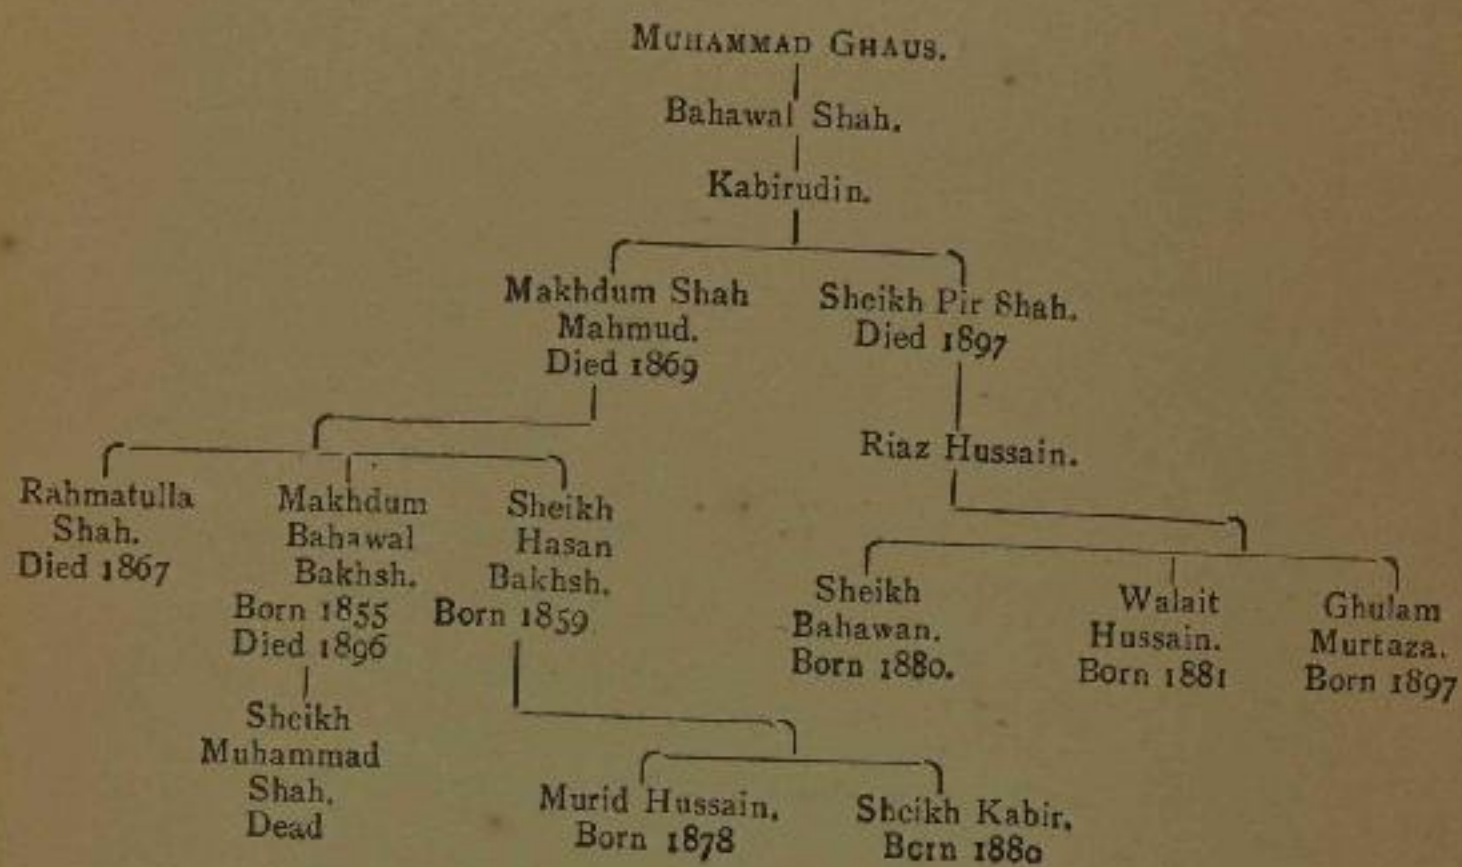 MUHAMMAD GHAUS.
Bahawal Shah.
Kabirudin.
Makhdum Shah
Mahmud.
Died 1869
Sheikh Pir Shah.
Died 1897
Riaz Hussain.
Rahmatulla
Shah.
Died 1867
Makhdum
Bahawal
Bakhsh.
Born 1855
Died 1896
Sheikh
Hasan
Bakhsh.
Born 1859
Sheikh
Bahawan.
Born 1880.
Walait
Hussain.
Born 1881
Ghulam
Murtaza.
Born 1897
Sheikh
Muhammad
Shah.
Dead
Murid Hussain.
Born 1878
Sheikh Kabir.
Born 1880